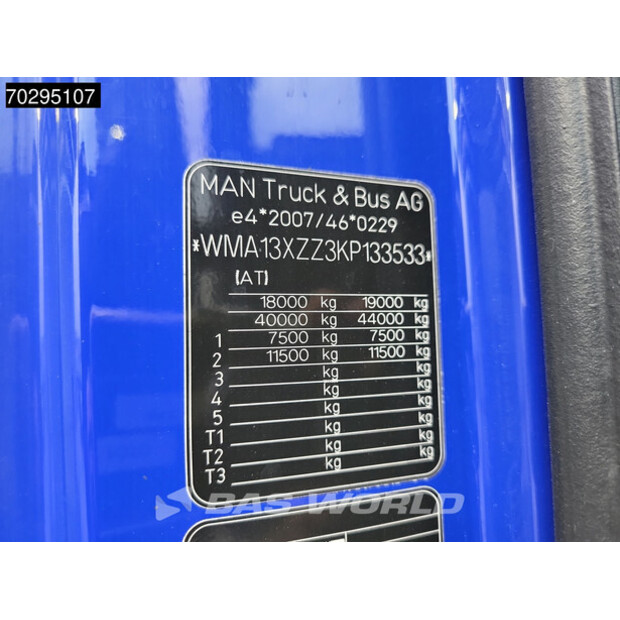 70295107
MAN Truck & Bus AG
e4*2007/46*0229
*WMA13XZZ3KP133533*
(AT)
18000 kg 19000 kg
40000 kg 44000 kg
1 7500 kg 7500 kg
2 11500 kg 11500 kg
3 kg kg
4 kg kg
5 kg kg
T1 kg kg
T2 kg kg
T3 kg kg
BAS WORLD